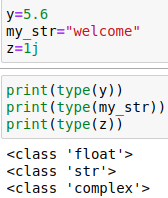 y=5.6
my_str="welcome"
z=1j
print(type(y))
print(type(my_str))
print(type(z))
<class 'float'>
<class 'str'>
<class 'complex'>